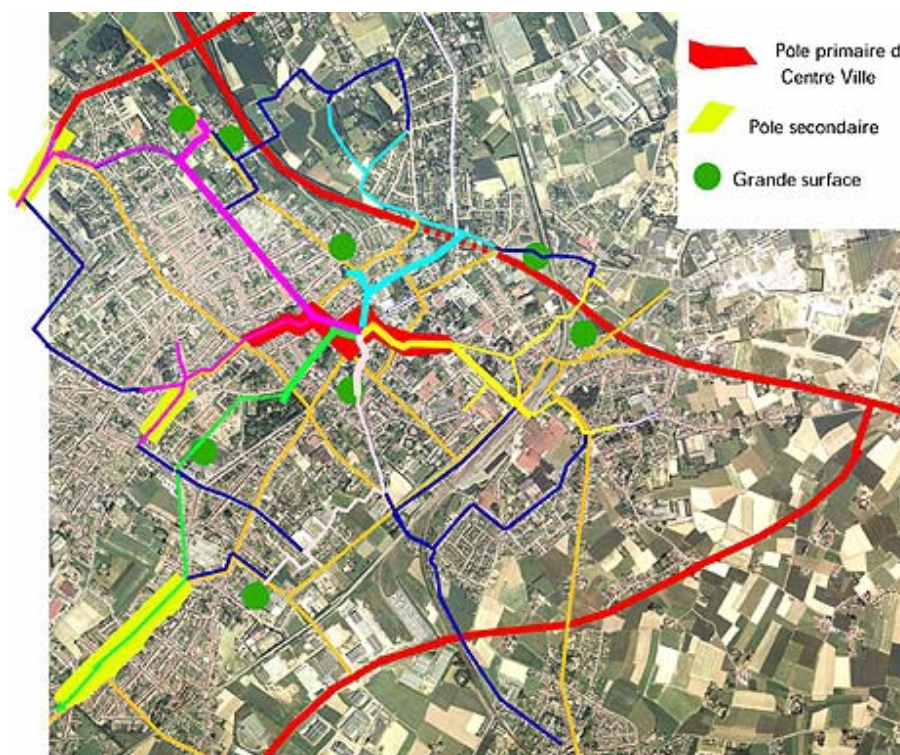 Pôle primaire d
Centre Ville
Pôle secondaire
Grande surface